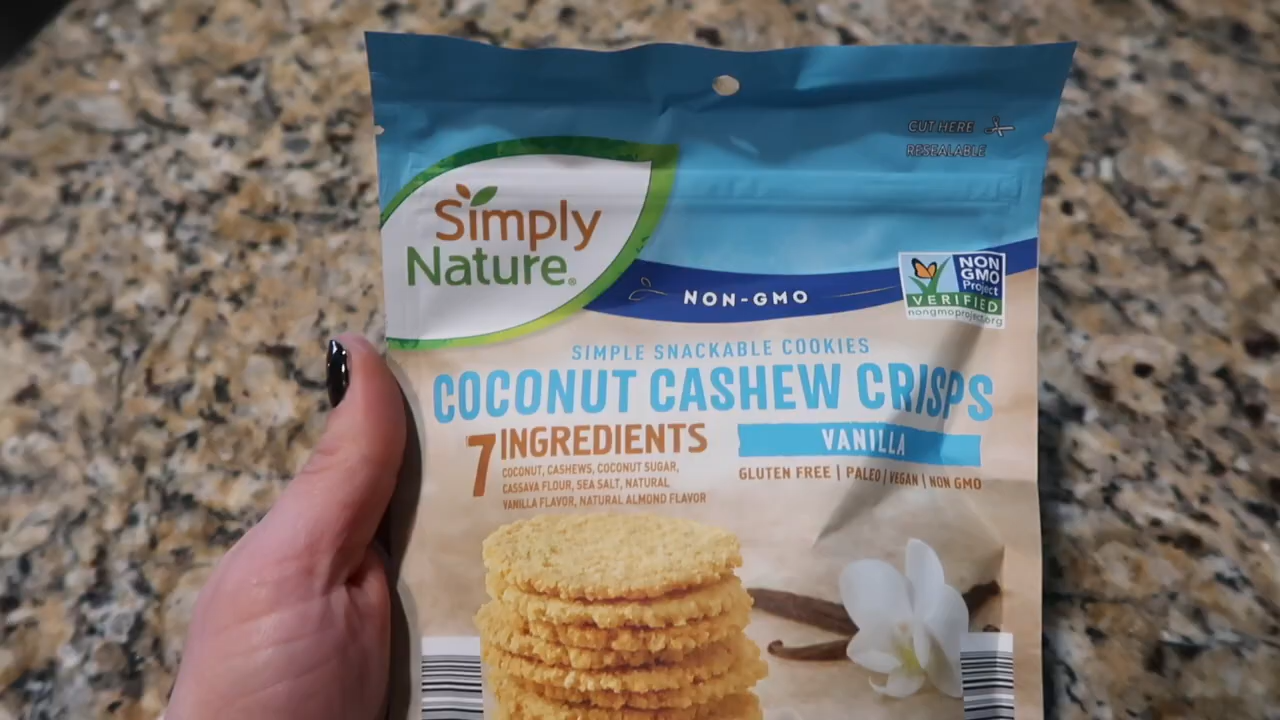 CUT HERE
RESEALABLE
Simply
Nature®
NON-GMO
NON
GMO
Project
VERIFIED
nongmoproject.org
SIMPLE SNACKABLE COOKIES
COCONUT CASHEW CRISPS
7 INGREDIENTS
COCONUT, CASHEWS, COCONUT SUGAR,
CASSAVA FLOUR, SEA SALT, NATURAL
VANILLA FLAVOR, NATURAL ALMOND FLAVOR
VANILLA
GLUTEN FREE | PALEO | VEGAN | NON GMO